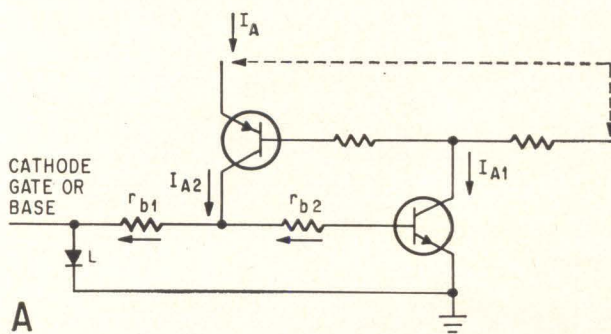 I_A
CATHODE
GATE OR
BASE
I_A2
I_A1
r_b1
r_b2
L
A